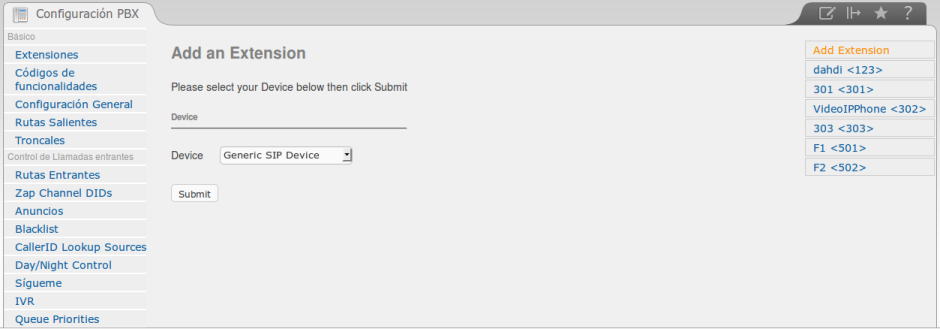 Configuración PBX
?
Básico
Extensiones
Códigos de
funcionalidades
Configuración General
Rutas Salientes
Troncales
Control de Llamadas entrantes
Rutas Entrantes
Zap Channel DIDs
Anuncios
Blacklist
CallerID Lookup Sources
Day/Night Control
Sígueme
IVR
Queue Priorities
Add an Extension
Please select your Device below then click Submit
Device
Device Generic SIP Device
Submit
Add Extension
dahdi <123>
301 <301>
VideoIPPhone <302>
303 <303>
F1 <501>
F2 <502>